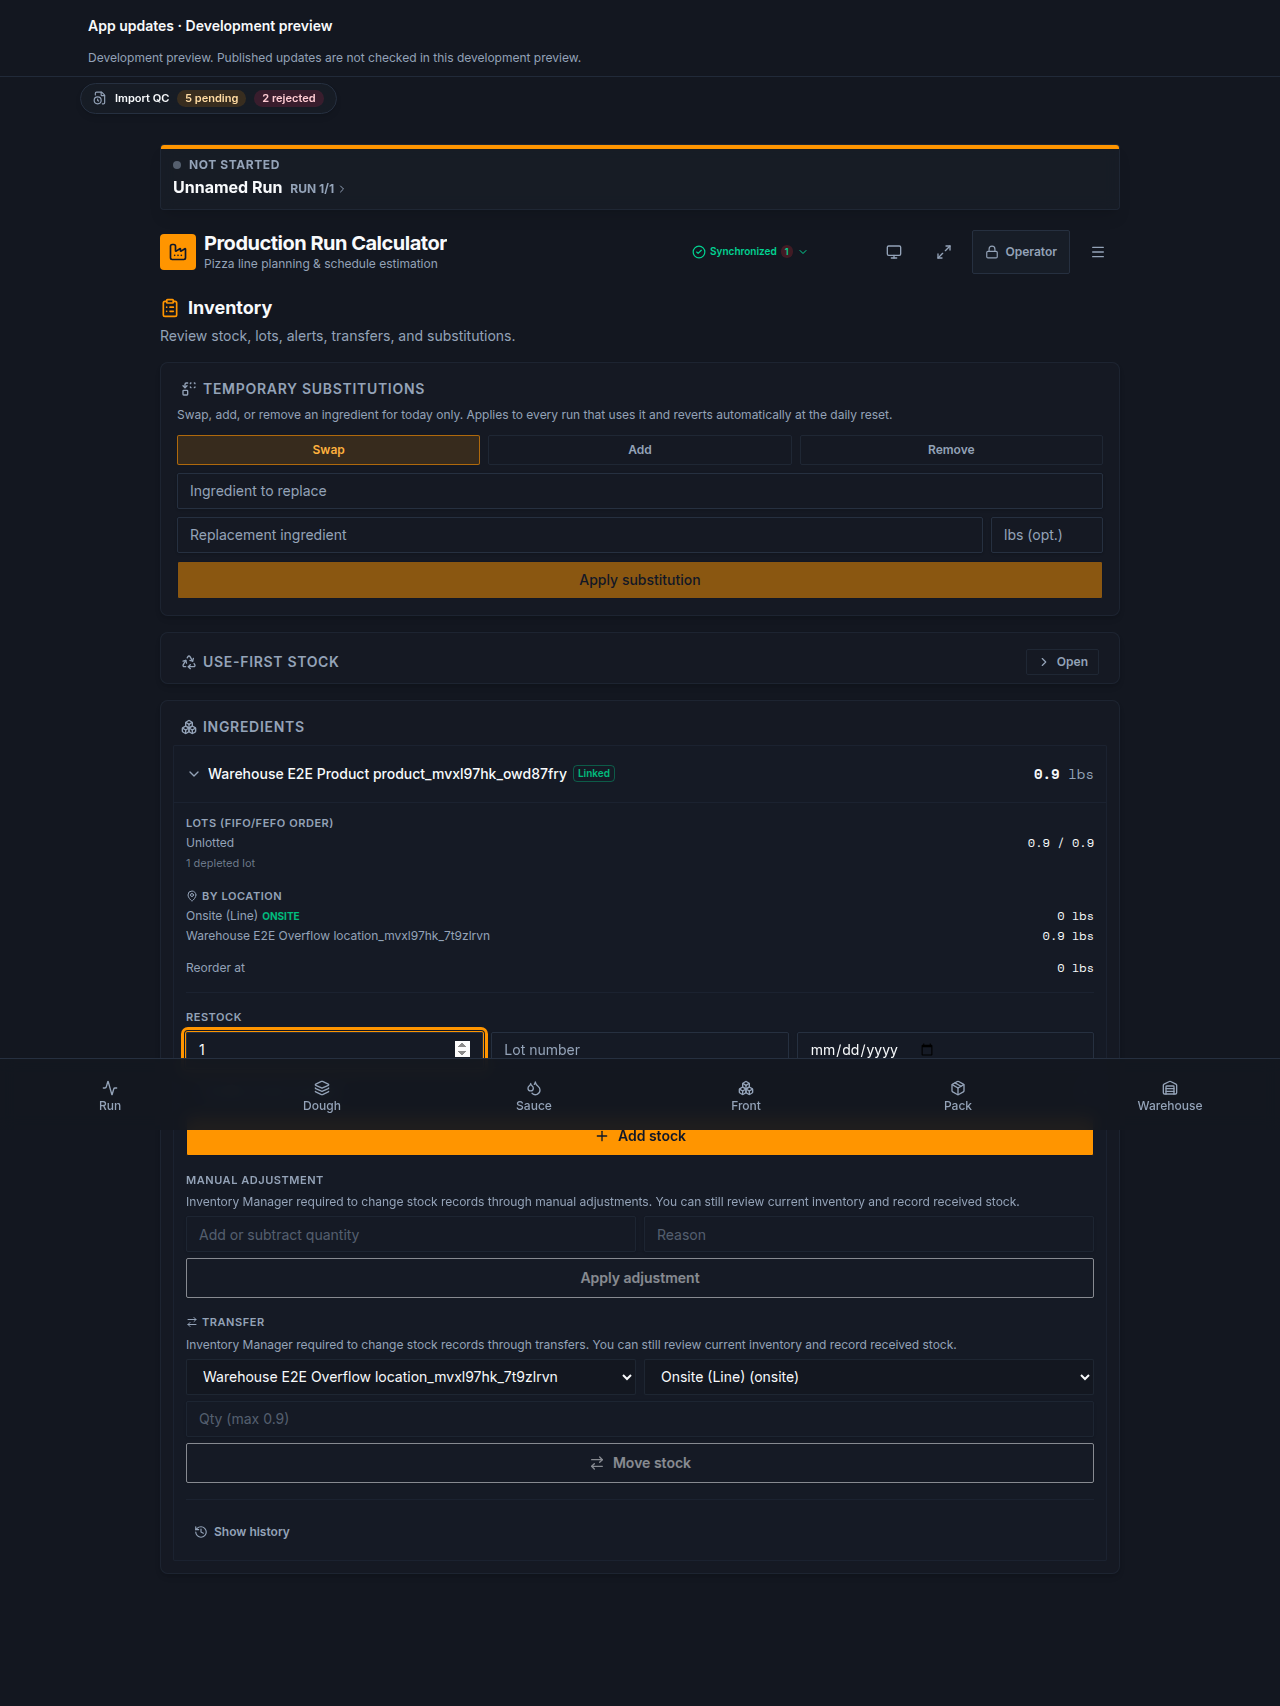 App updates · Development preview
Development preview. Published updates are not checked in this development preview.
Import QC 5 pending 2 rejected
NOT STARTED
Unnamed Run RUN 1/1
Production Run Calculator
Pizza line planning & schedule estimation
Synchronized 1
Operator
Inventory
Review stock, lots, alerts, transfers, and substitutions.
TEMPORARY SUBSTITUTIONS
Swap, add, or remove an ingredient for today only. Applies to every run that uses it and reverts automatically at the daily reset.
Swap Add Remove
Ingredient to replace
Replacement ingredient lbs (opt.)
Apply substitution
USE-FIRST STOCK Open
INGREDIENTS
Warehouse E2E Product product_mvxl97hk_owd87fry Linked 0.9 lbs
LOTS (FIFO/FEFO ORDER)
Unlotted 0.9 / 0.9
1 depleted lot
BY LOCATION
Onsite (Line) ONSITE 0 lbs
Warehouse E2E Overflow location_mvxl97hk_7t9zlrvn 0.9 lbs
Reorder at 0 lbs
RESTOCK
1 Lot number mm/dd/yyyy
Run Dough Sauce Front Pack Warehouse
Add stock
MANUAL ADJUSTMENT
Inventory Manager required to change stock records through manual adjustments. You can still review current inventory and record received stock.
Add or subtract quantity Reason
Apply adjustment
TRANSFER
Inventory Manager required to change stock records through transfers. You can still review current inventory and record received stock.
Warehouse E2E Overflow location_mvxl97hk_7t9zlrvn Onsite (Line) (onsite)
Qty (max 0.9)
Move stock
Show history